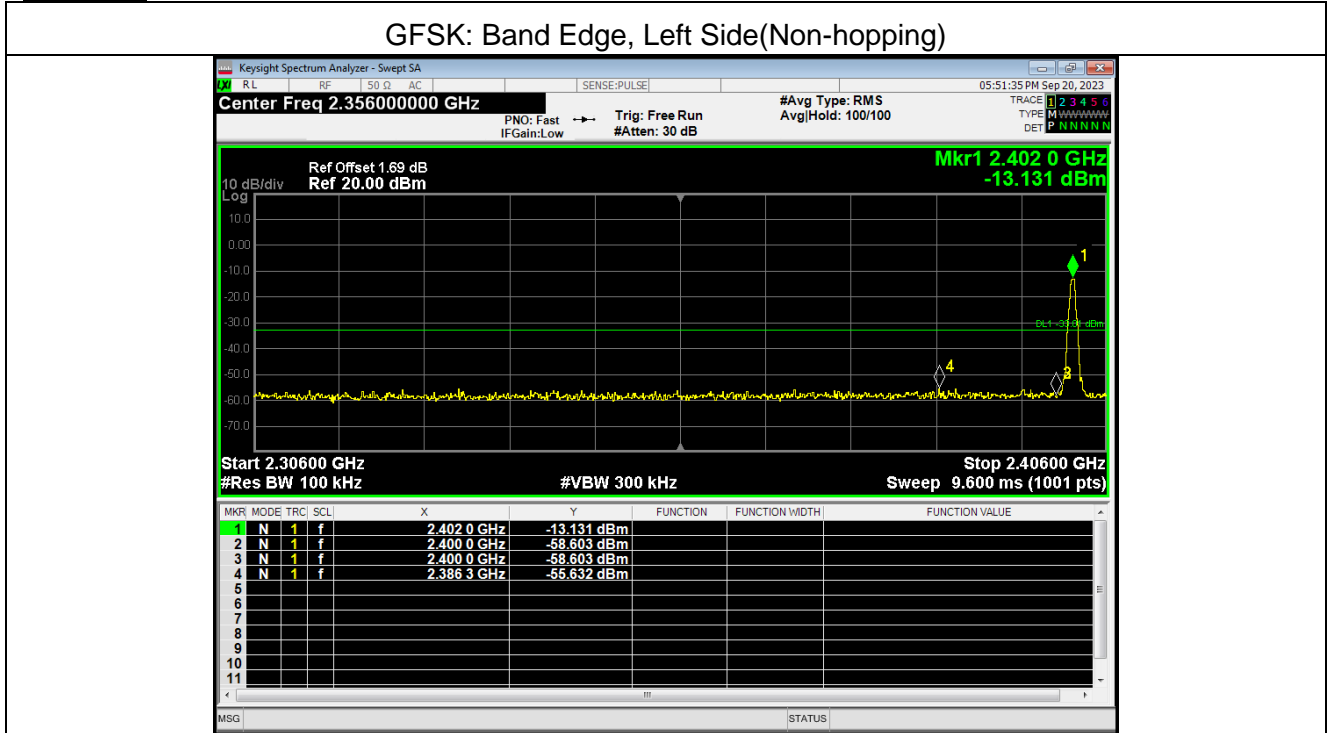 GFSK: Band Edge, Left Side(Non-hopping)
Keysight Spectrum Analyzer - Swept SA
LXI RL RF 50 Ω AC SENSE:PULSE 05:51:35 PM Sep 20, 2023
Center Freq 2.356000000 GHz #Avg Type: RMS TRACE 1 2 3 4 5 6
PNO: Fast Trig: Free Run Avg|Hold: 100/100 TYPE M WWWWW
IFGain:Low #Atten: 30 dB DET P N N N N N
Mkr1 2.402 0 GHz
Ref Offset 1.69 dB
10 dB/div Ref 20.00 dBm -13.131 dBm
Log
10.0
0.00
1
-10.0
-20.0
-30.0
DL1 -33.01 dBm
-40.0
4
-50.0
-60.0
-70.0
Start 2.30600 GHz Stop 2.40600 GHz
#Res BW 100 kHz #VBW 300 kHz Sweep 9.600 ms (1001 pts)
MKR MODE TRC SCL X Y FUNCTION FUNCTION WIDTH FUNCTION VALUE
1 N 1 f 2.402 0 GHz -13.131 dBm
2 N 1 f 2.400 0 GHz -58.603 dBm
3 N 1 f 2.400 0 GHz -58.603 dBm
4 N 1 f 2.386 3 GHz -55.632 dBm
5
6
7
8
9
10
11
MSG STATUS